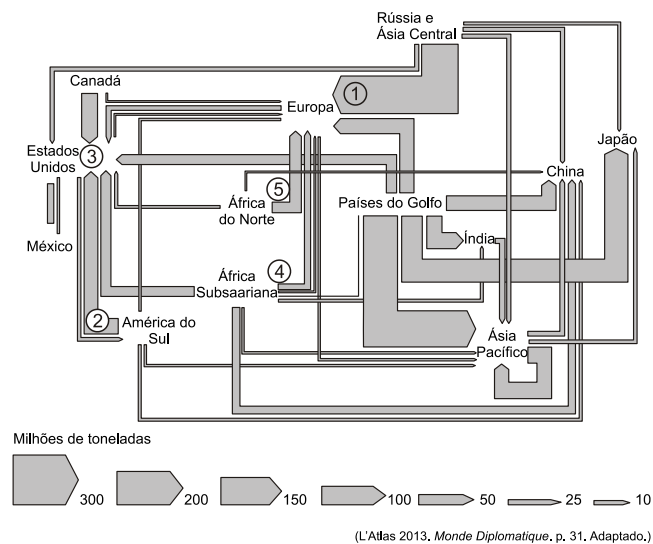 Rússia e
Ásia Central
Canadá
1
Europa
Estados
Unidos
3
Japão
China
5
África
do Norte
Países do Golfo
México
Índia
4
África
Subsaariana
2
América do
Sul
Ásia
Pacífico
Milhões de toneladas
300 200 150 100 50 25 10
(L'Atlas 2013. Monde Diplomatique. p. 31. Adaptado.)